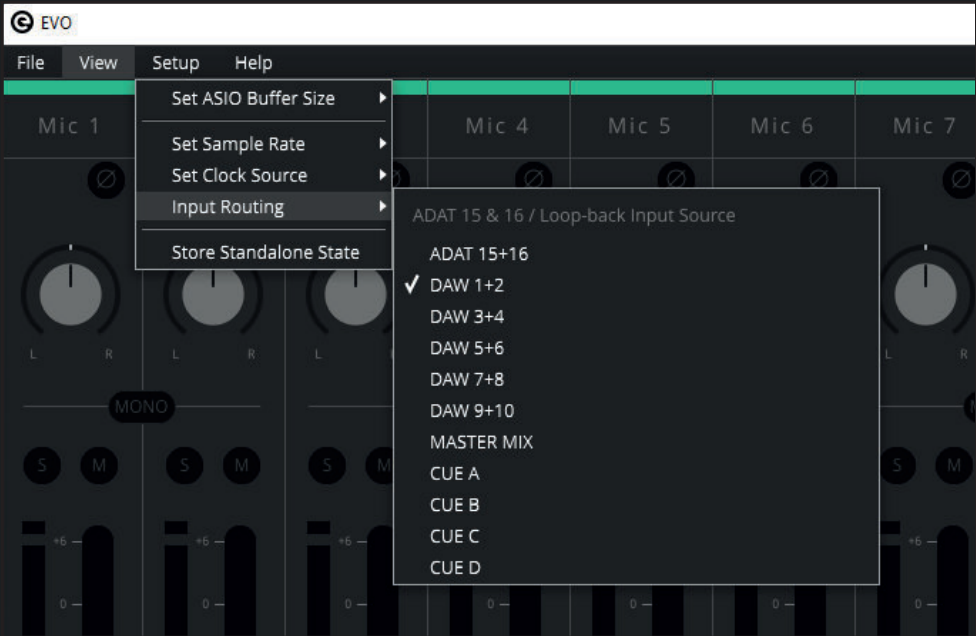 EVO
File View Setup Help
Set ASIO Buffer Size
Set Sample Rate
Set Clock Source
Input Routing
Store Standalone State
Mic 1 Mic 4 Mic 5 Mic 6 Mic 7
ADAT 15 & 16 / Loop-back Input Source
ADAT 15+16
DAW 1+2
DAW 3+4
DAW 5+6
DAW 7+8
DAW 9+10
MASTER MIX
CUE A
CUE B
CUE C
CUE D
L R L R L L R
MONO
S M S M S M S M
+6 +6 +6 +6
0 0 0 0 0 0 0